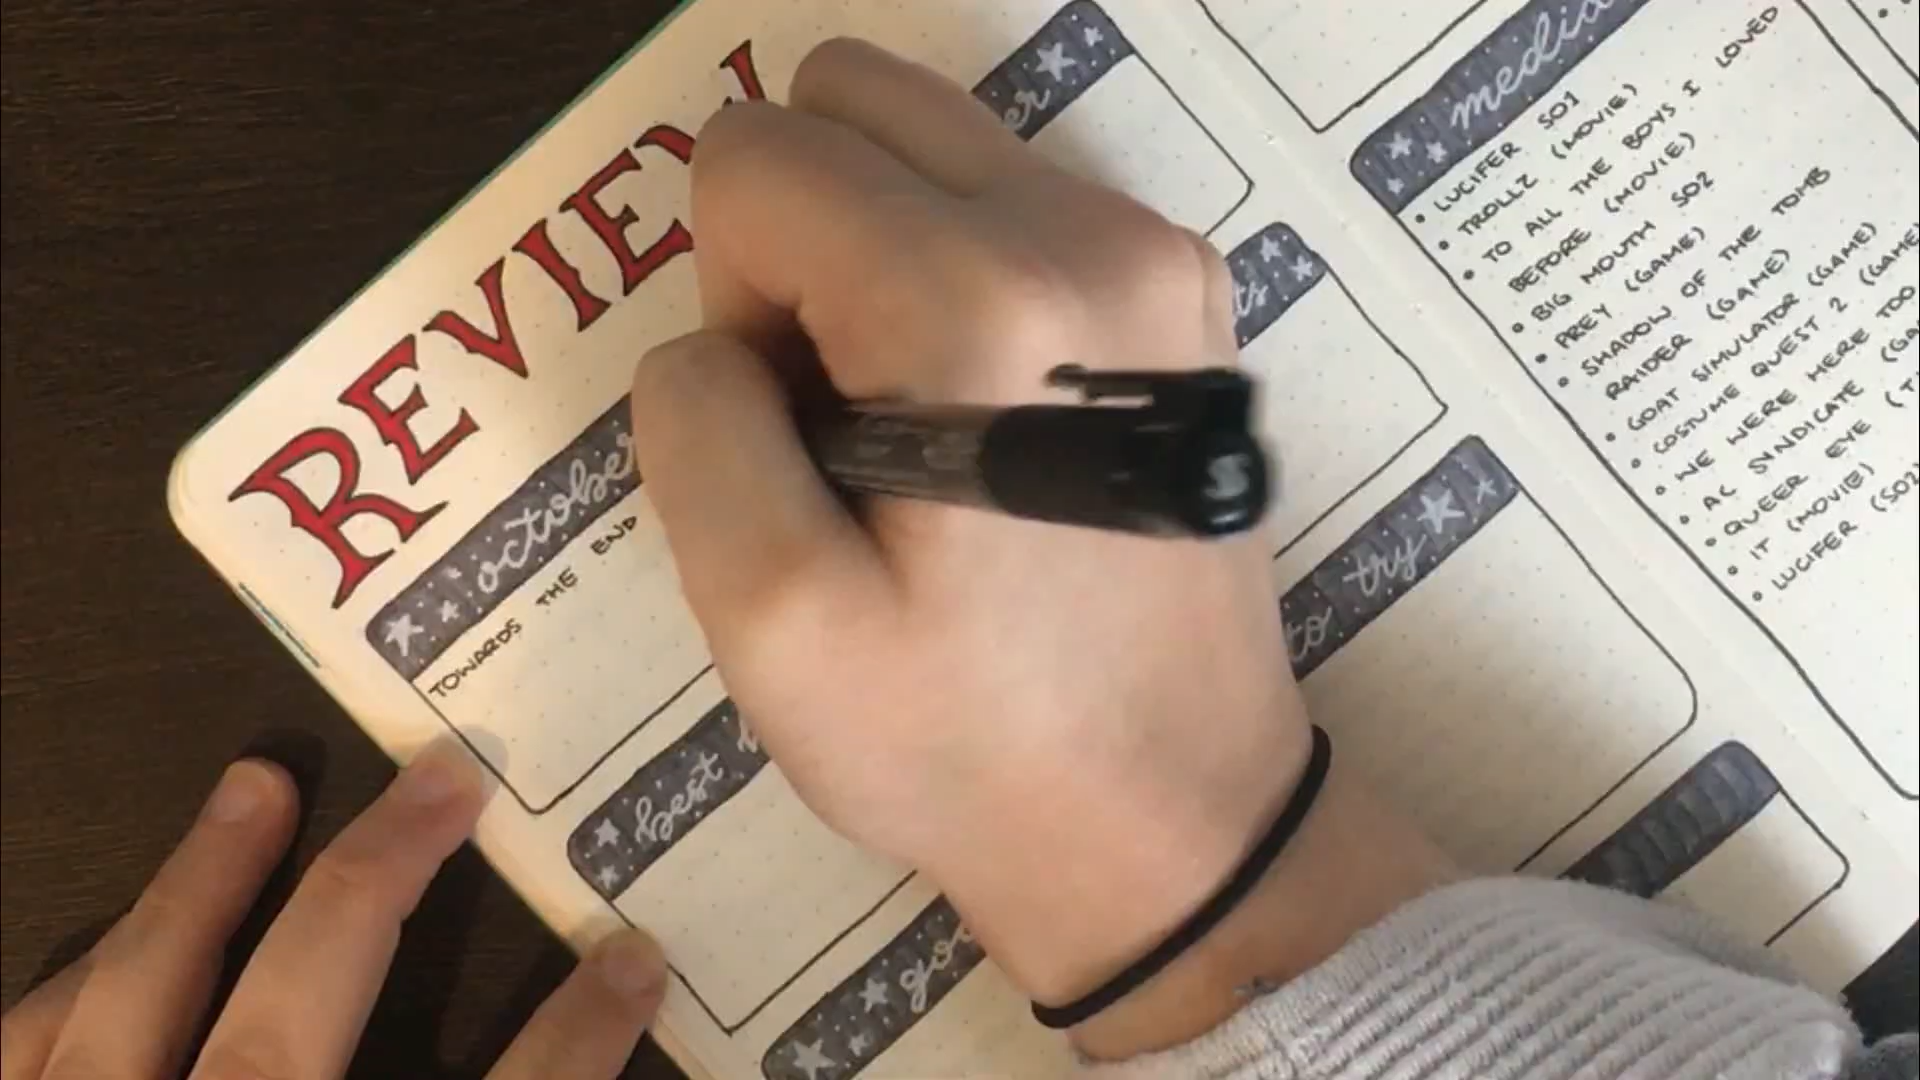 REVIEW
october
TOWARDS THE END
best
to try
media
• LUCIFER S01
• TROLLZ (MOVIE)
• TO ALL THE BOYS I LOVED
BEFORE (MOVIE)
• BIG MOUTH S02
• PREY (GAME)
• SHADOW OF THE TOMB
RAIDER (GAME)
• GOAT SIMULATOR (GAME)
• COSTUME QUEST 2 (GAME)
• WE WERE HERE TOO
• AC SYNDICATE
• QUEER EYE
• IT (MOVIE)
• LUCIFER (S02)